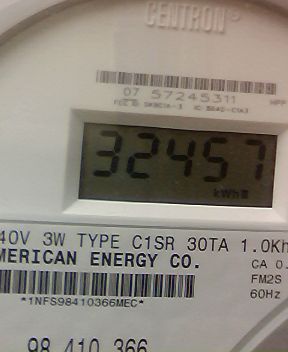 CENTRON®
07 57245311
32457
kWh
40V 3W TYPE C1SR 30TA 1.0Kh
MERICAN ENERGY CO.
CA 0.
*1NFS98410366MEC*
FM2S
60Hz
98 410 366